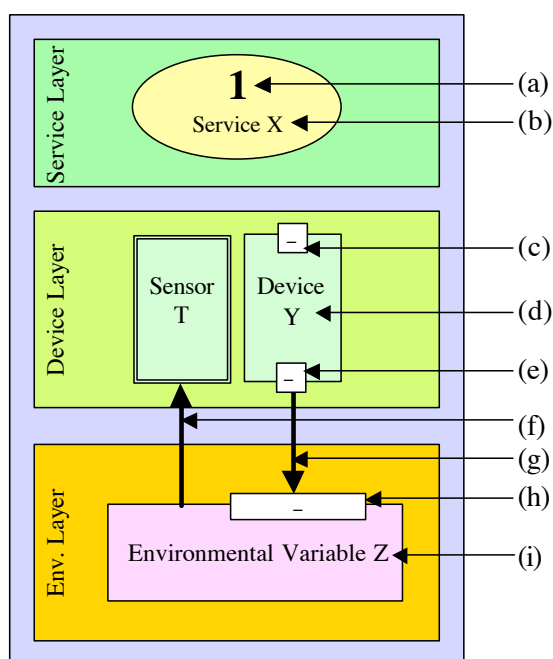 Service Layer
1
Service X
(a)
(b)
Device Layer
Sensor
T
–
Device
Y
–
(c)
(d)
(e)
(f)
(g)
Env. Layer
–
Environmental Variable Z
(h)
(i)